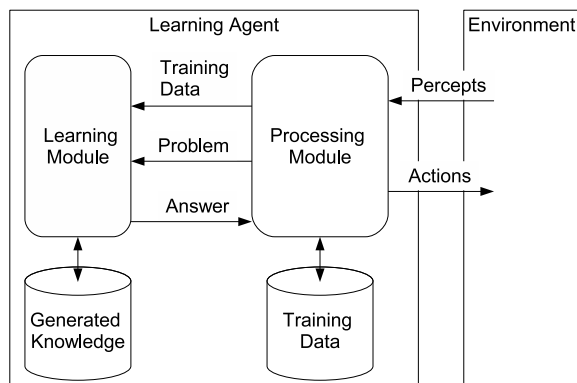 Learning Agent
Environment
Training
Data
Percepts
Learning
Module
Processing
Module
Problem
Actions
Answer
Generated
Knowledge
Training
Data